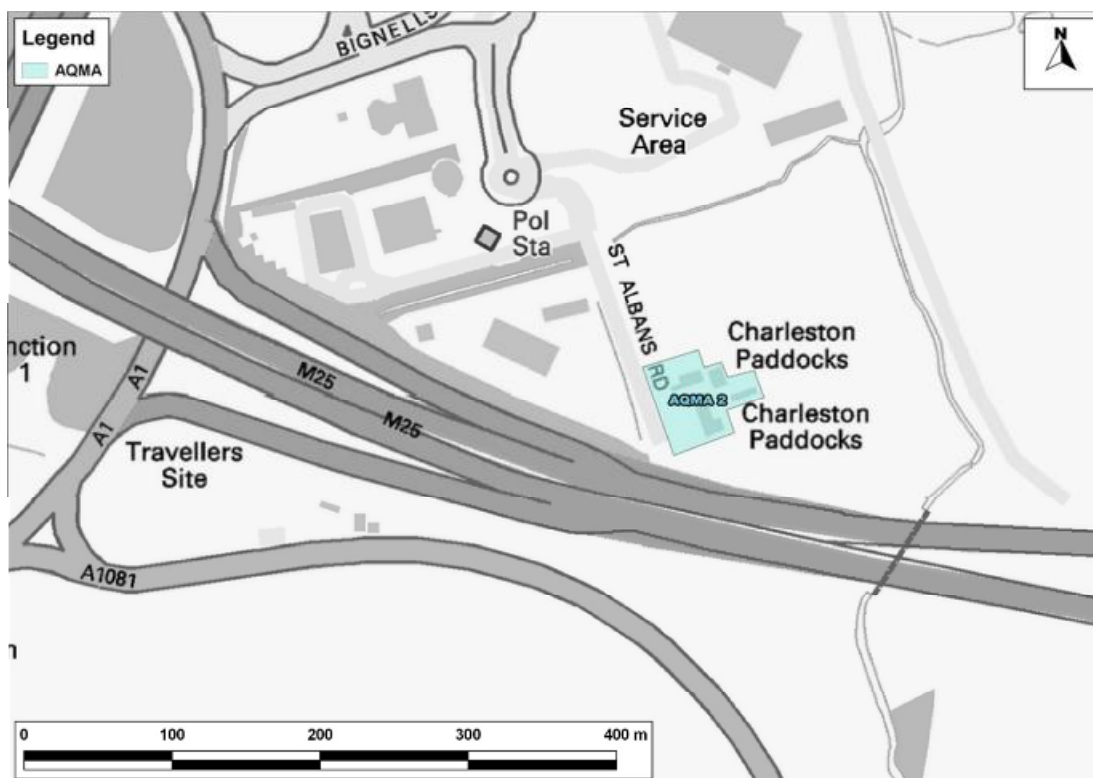 Legend
AQMA
N
BIGNELLS
Service
Area
Pol
Sta
ST ALBANS RD
Charleston
Paddocks
AQMA 2
Charleston
Paddocks
nction
1
A1
A1
M25
M25
Travellers
Site
A1081
n
0 100 200 300 400 m